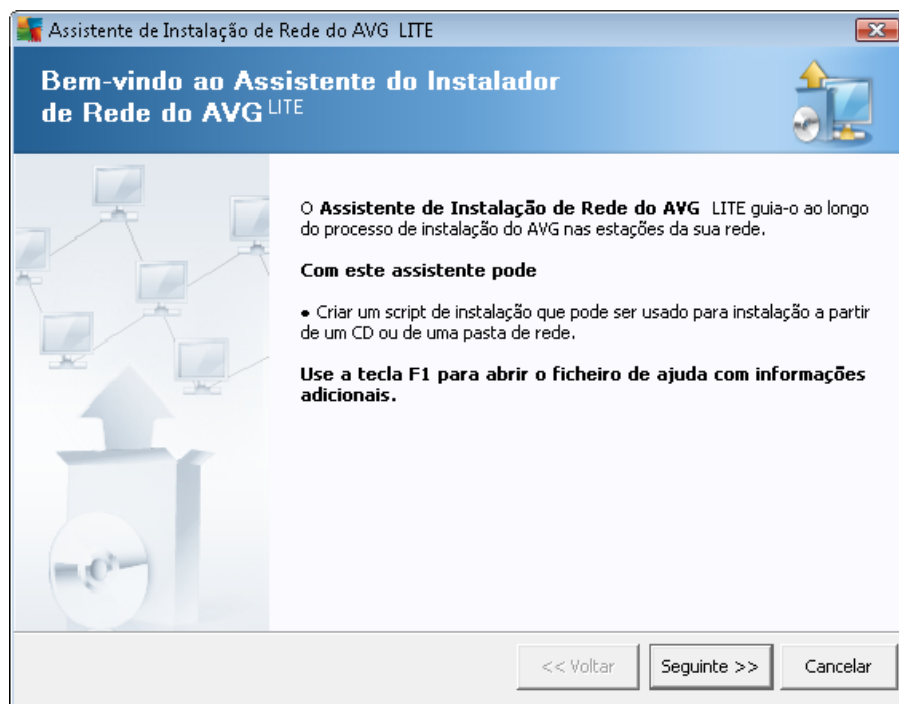 Assistente de Instalação de Rede do AVG LITE
Bem-vindo ao Assistente do Instalador
de Rede do AVG LITE
O Assistente de Instalação de Rede do AVG LITE guia-o ao longo
do processo de instalação do AVG nas estações da sua rede.
Com este assistente pode
• Criar um script de instalação que pode ser usado para instalação a partir
de um CD ou de uma pasta de rede.
Use a tecla F1 para abrir o ficheiro de ajuda com informações
adicionais.
<< Voltar
Seguinte >>
Cancelar